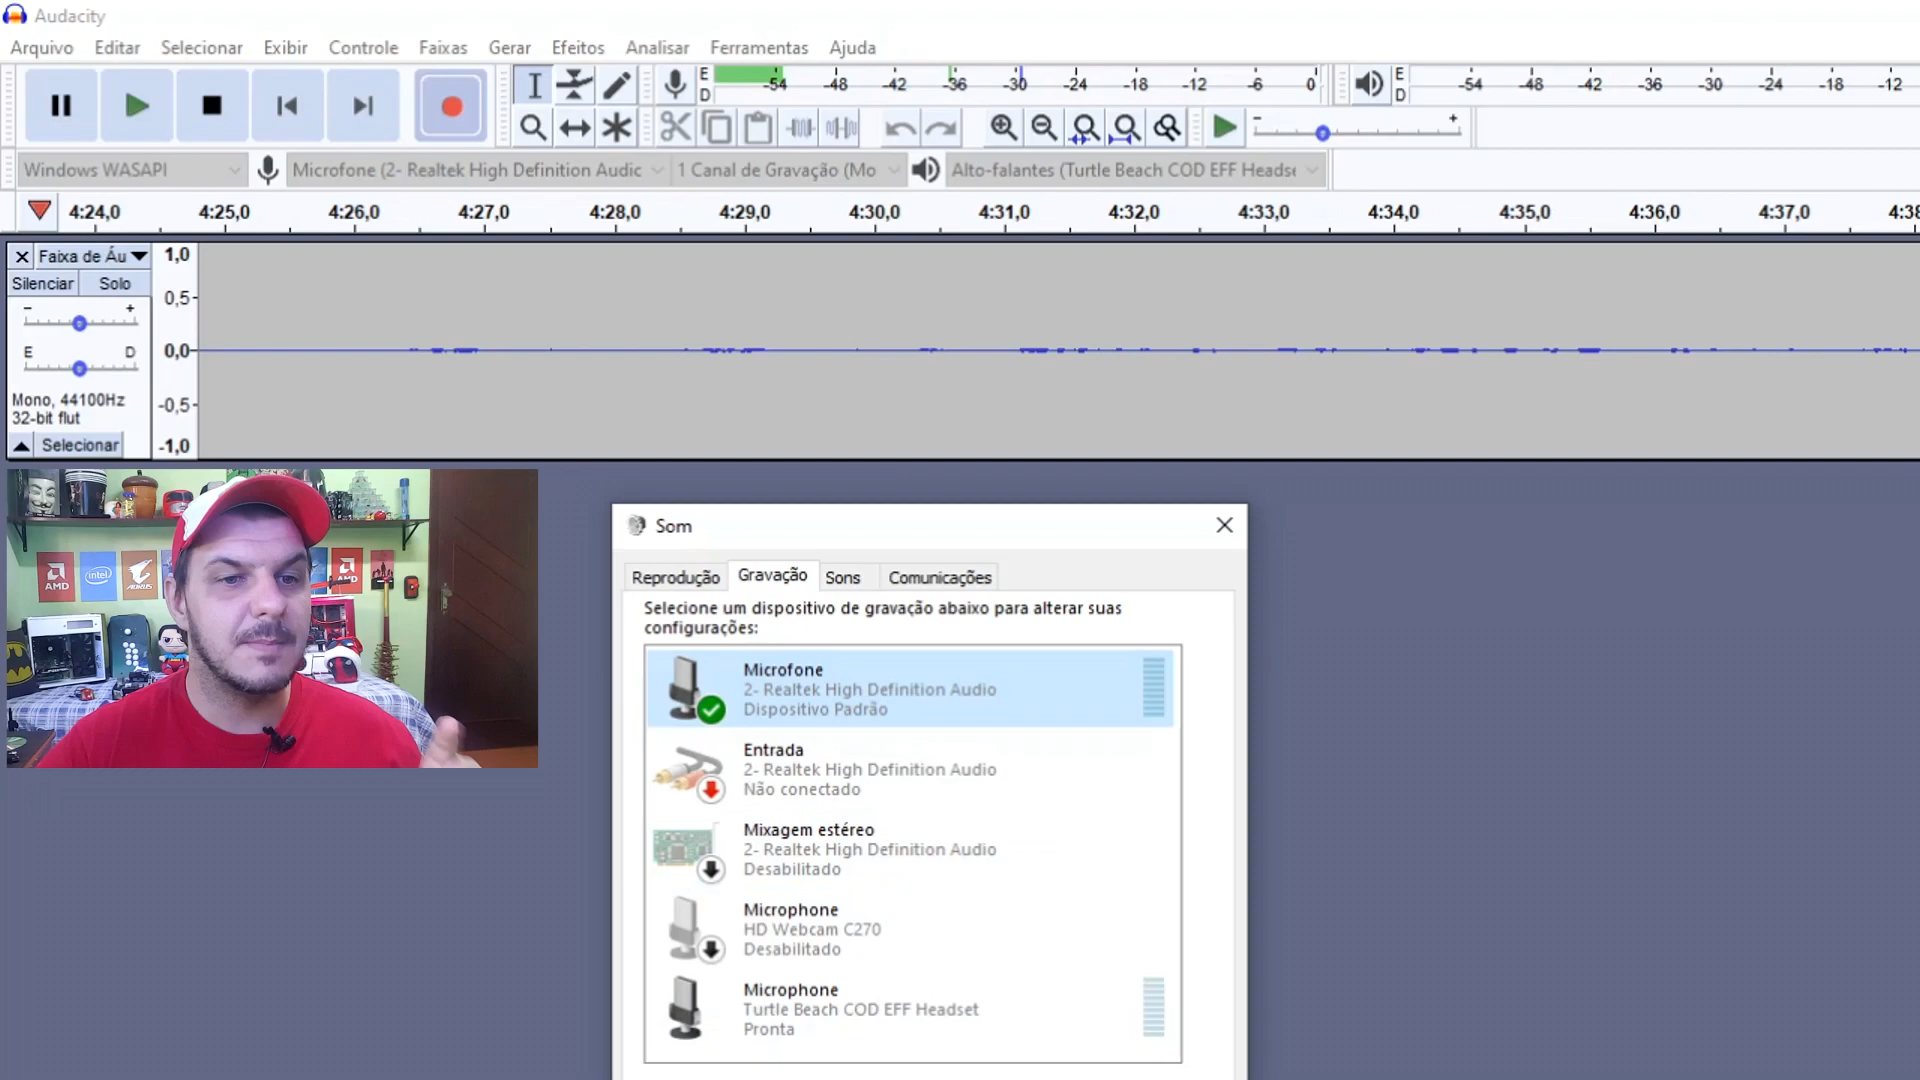 Audacity
Arquivo Editar Selecionar Exibir Controle Faixas Gerar Efeitos Analisar Ferramentas Ajuda
E
D
-54 -48 -42 -36 -30 -24 -18 -12 -6 0
E
D
-54 -48 -42 -36 -30 -24 -18 -12
Windows WASAPI
Microfone (2- Realtek High Definition Audic
1 Canal de Gravação (Mo
Alto-falantes (Turtle Beach COD EFF Headse
4:24,0 4:25,0 4:26,0 4:27,0 4:28,0 4:29,0 4:30,0 4:31,0 4:32,0 4:33,0 4:34,0 4:35,0 4:36,0 4:37,0 4:38
Faixa de Áu
Silenciar Solo
- +
E D
Mono, 44100Hz
32-bit flut
Selecionar
1,0
0,5
0,0
-0,5
-1,0
AMD
intel
AORUS
AMD
Som
Reprodução Gravação Sons Comunicações
Selecione um dispositivo de gravação abaixo para alterar suas
configurações:
Microfone
2- Realtek High Definition Audio
Dispositivo Padrão
Entrada
2- Realtek High Definition Audio
Não conectado
Mixagem estéreo
2- Realtek High Definition Audio
Desabilitado
Microphone
HD Webcam C270
Desabilitado
Microphone
Turtle Beach COD EFF Headset
Pronta